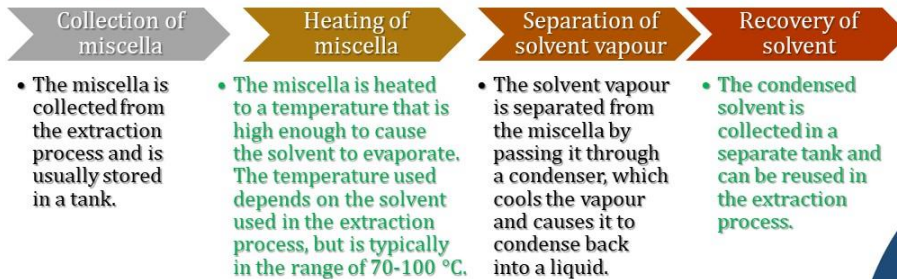 Collection of
miscella
• The miscella is
collected from
the extraction
process and is
usually stored
in a tank.
Heating of
miscella
• The miscella is heated
to a temperature that is
high enough to cause
the solvent to evaporate.
The temperature used
depends on the solvent
used in the extraction
process, but is typically
in the range of 70-100 °C.
Separation of
solvent vapour
• The solvent vapour
is separated from
the miscella by
passing it through
a condenser, which
cools the vapour
and causes it to
condense back
into a liquid.
Recovery of
solvent
• The condensed
solvent is
collected in a
separate tank and
can be reused in
the extraction
process.